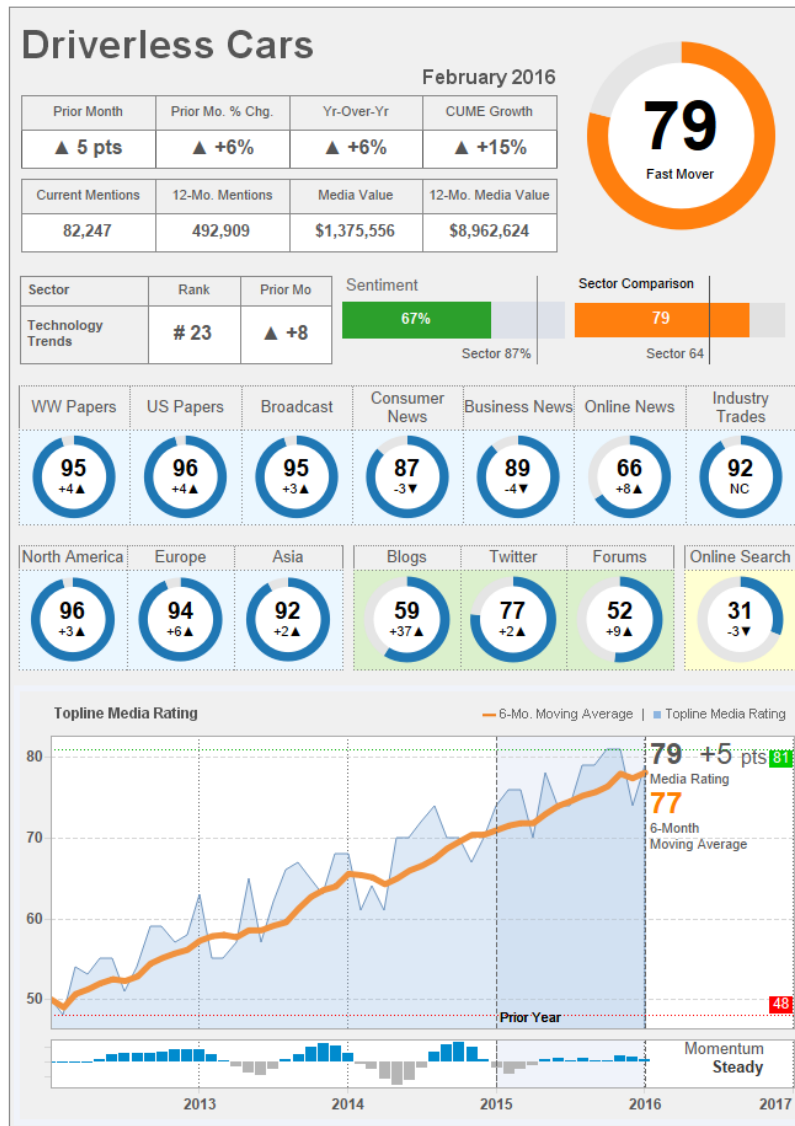 Driverless Cars
February 2016
Prior Month Prior Mo. % Chg. Yr-Over-Yr CUME Growth
▲ 5 pts ▲ +6% ▲ +6% ▲ +15%
Current Mentions 12-Mo. Mentions Media Value 12-Mo. Media Value
82,247 492,909 $1,375,556 $8,962,624
79
Fast Mover
Sector Rank Prior Mo
Technology Trends # 23 ▲ +8
Sentiment
67%
Sector 87%
Sector Comparison
79
Sector 64
WW Papers US Papers Broadcast Consumer News Business News Online News Industry Trades
95 96 95 87 89 66 92
+4▲ +4▲ +3▲ -3▼ -4▼ +8▲ NC
North America Europe Asia Blogs Twitter Forums Online Search
96 94 92 59 77 52 31
+3▲ +6▲ +2▲ +37▲ +2▲ +9▲ -3▼
Topline Media Rating
6-Mo. Moving Average | Topline Media Rating
80
70
60
50
79 +5 pts 81
Media Rating
77
6-Month
Moving Average
48
Prior Year
Momentum
Steady
2013 2014 2015 2016 2017